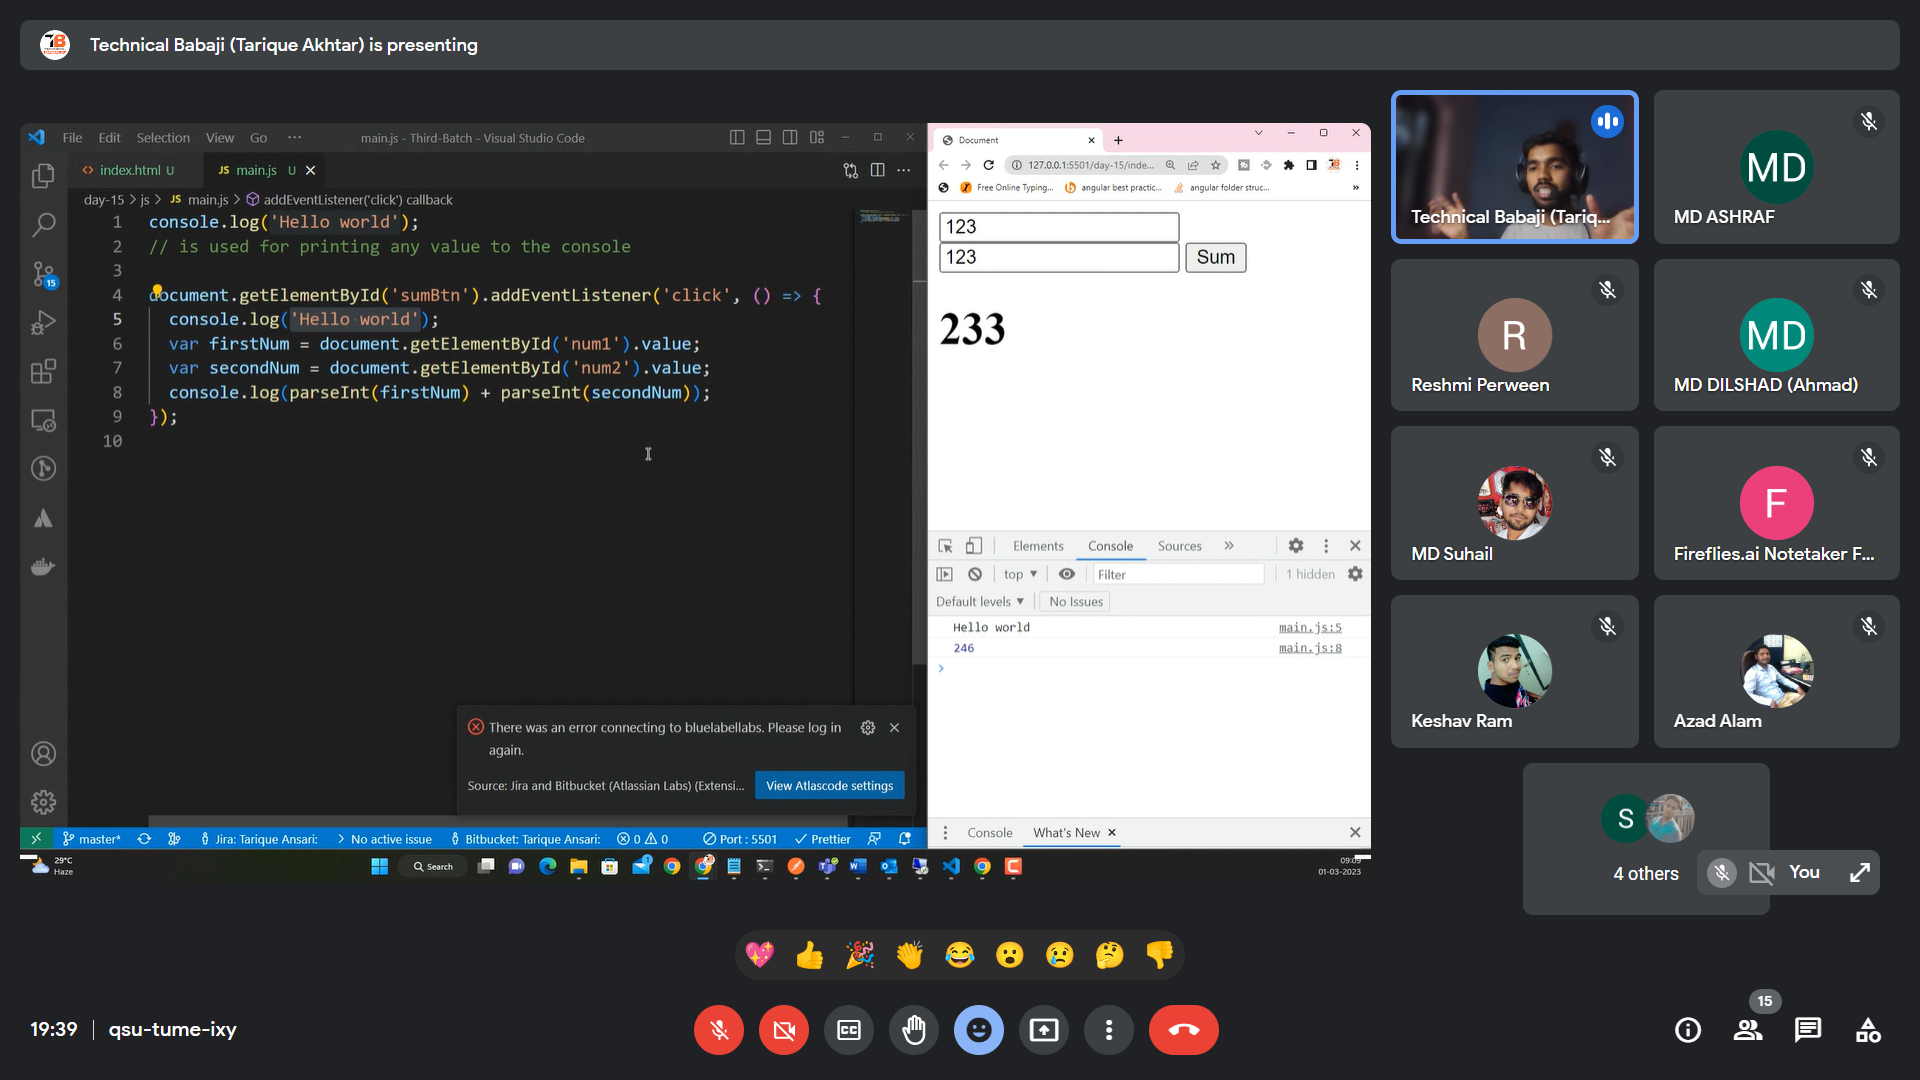 Technical Babaji (Tarique Akhtar) is presenting
File Edit Selection View Go ··· main.js - Third-Batch - Visual Studio Code
index.html U JS main.js U
day-15 > js > JS main.js > addEventListener('click') callback
1 console.log('Hello world');
2 // is used for printing any value to the console
3
4 document.getElementById('sumBtn').addEventListener('click', () => {
5 console.log('Hello world');
6 var firstNum = document.getElementById('num1').value;
7 var secondNum = document.getElementById('num2').value;
8 console.log(parseInt(firstNum) + parseInt(secondNum));
9 });
10
15
There was an error connecting to bluelabellabs. Please log in
again.
Source: Jira and Bitbucket (Atlassian Labs) (Extensi...
View Atlascode settings
master* Jira: Tarique Ansari: No active issue Bitbucket: Tarique Ansari: 0 0 Port : 5501 Prettier
29°C
Haze
Search
09:09
01-03-2023
Document
127.0.0.1:5501/day-15/inde...
Free Online Typing... angular best practic... angular folder struc... »
123
123 Sum
233
Elements Console Sources »
top Filter 1 hidden
Default levels No Issues
Hello world main.js:5
246 main.js:8
Console What's New
Technical Babaji (Tariq...
MD
MD ASHRAF
R
Reshmi Perween
MD
MD DILSHAD (Ahmad)
MD Suhail
F
Fireflies.ai Notetaker F...
Keshav Ram
Azad Alam
S
4 others
You
19:39 | qsu-tume-ixy
CC
15